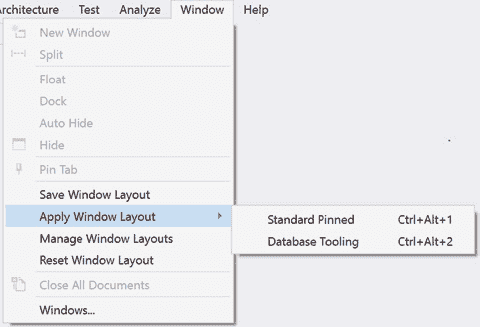 rchitecture Test Analyze Window Help
New Window
Split
Float
Dock
Auto Hide
Hide
Pin Tab
Save Window Layout
Apply Window Layout
Standard Pinned Ctrl+Alt+1
Database Tooling Ctrl+Alt+2
Manage Window Layouts
Reset Window Layout
Close All Documents
Windows...